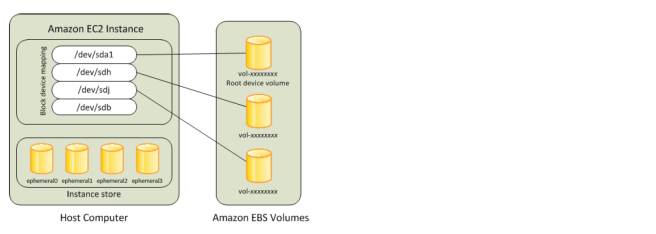 Amazon EC2 Instance
Block device mapping
/dev/sda1
/dev/sdh
/dev/sdj
/dev/sdb
ephemeral0 ephemeral1 ephemeral2 ephemeral3
Instance store
Host Computer
vol-xxxxxxxx
Root device volume
vol-xxxxxxxx
vol-xxxxxxxx
Amazon EBS Volumes